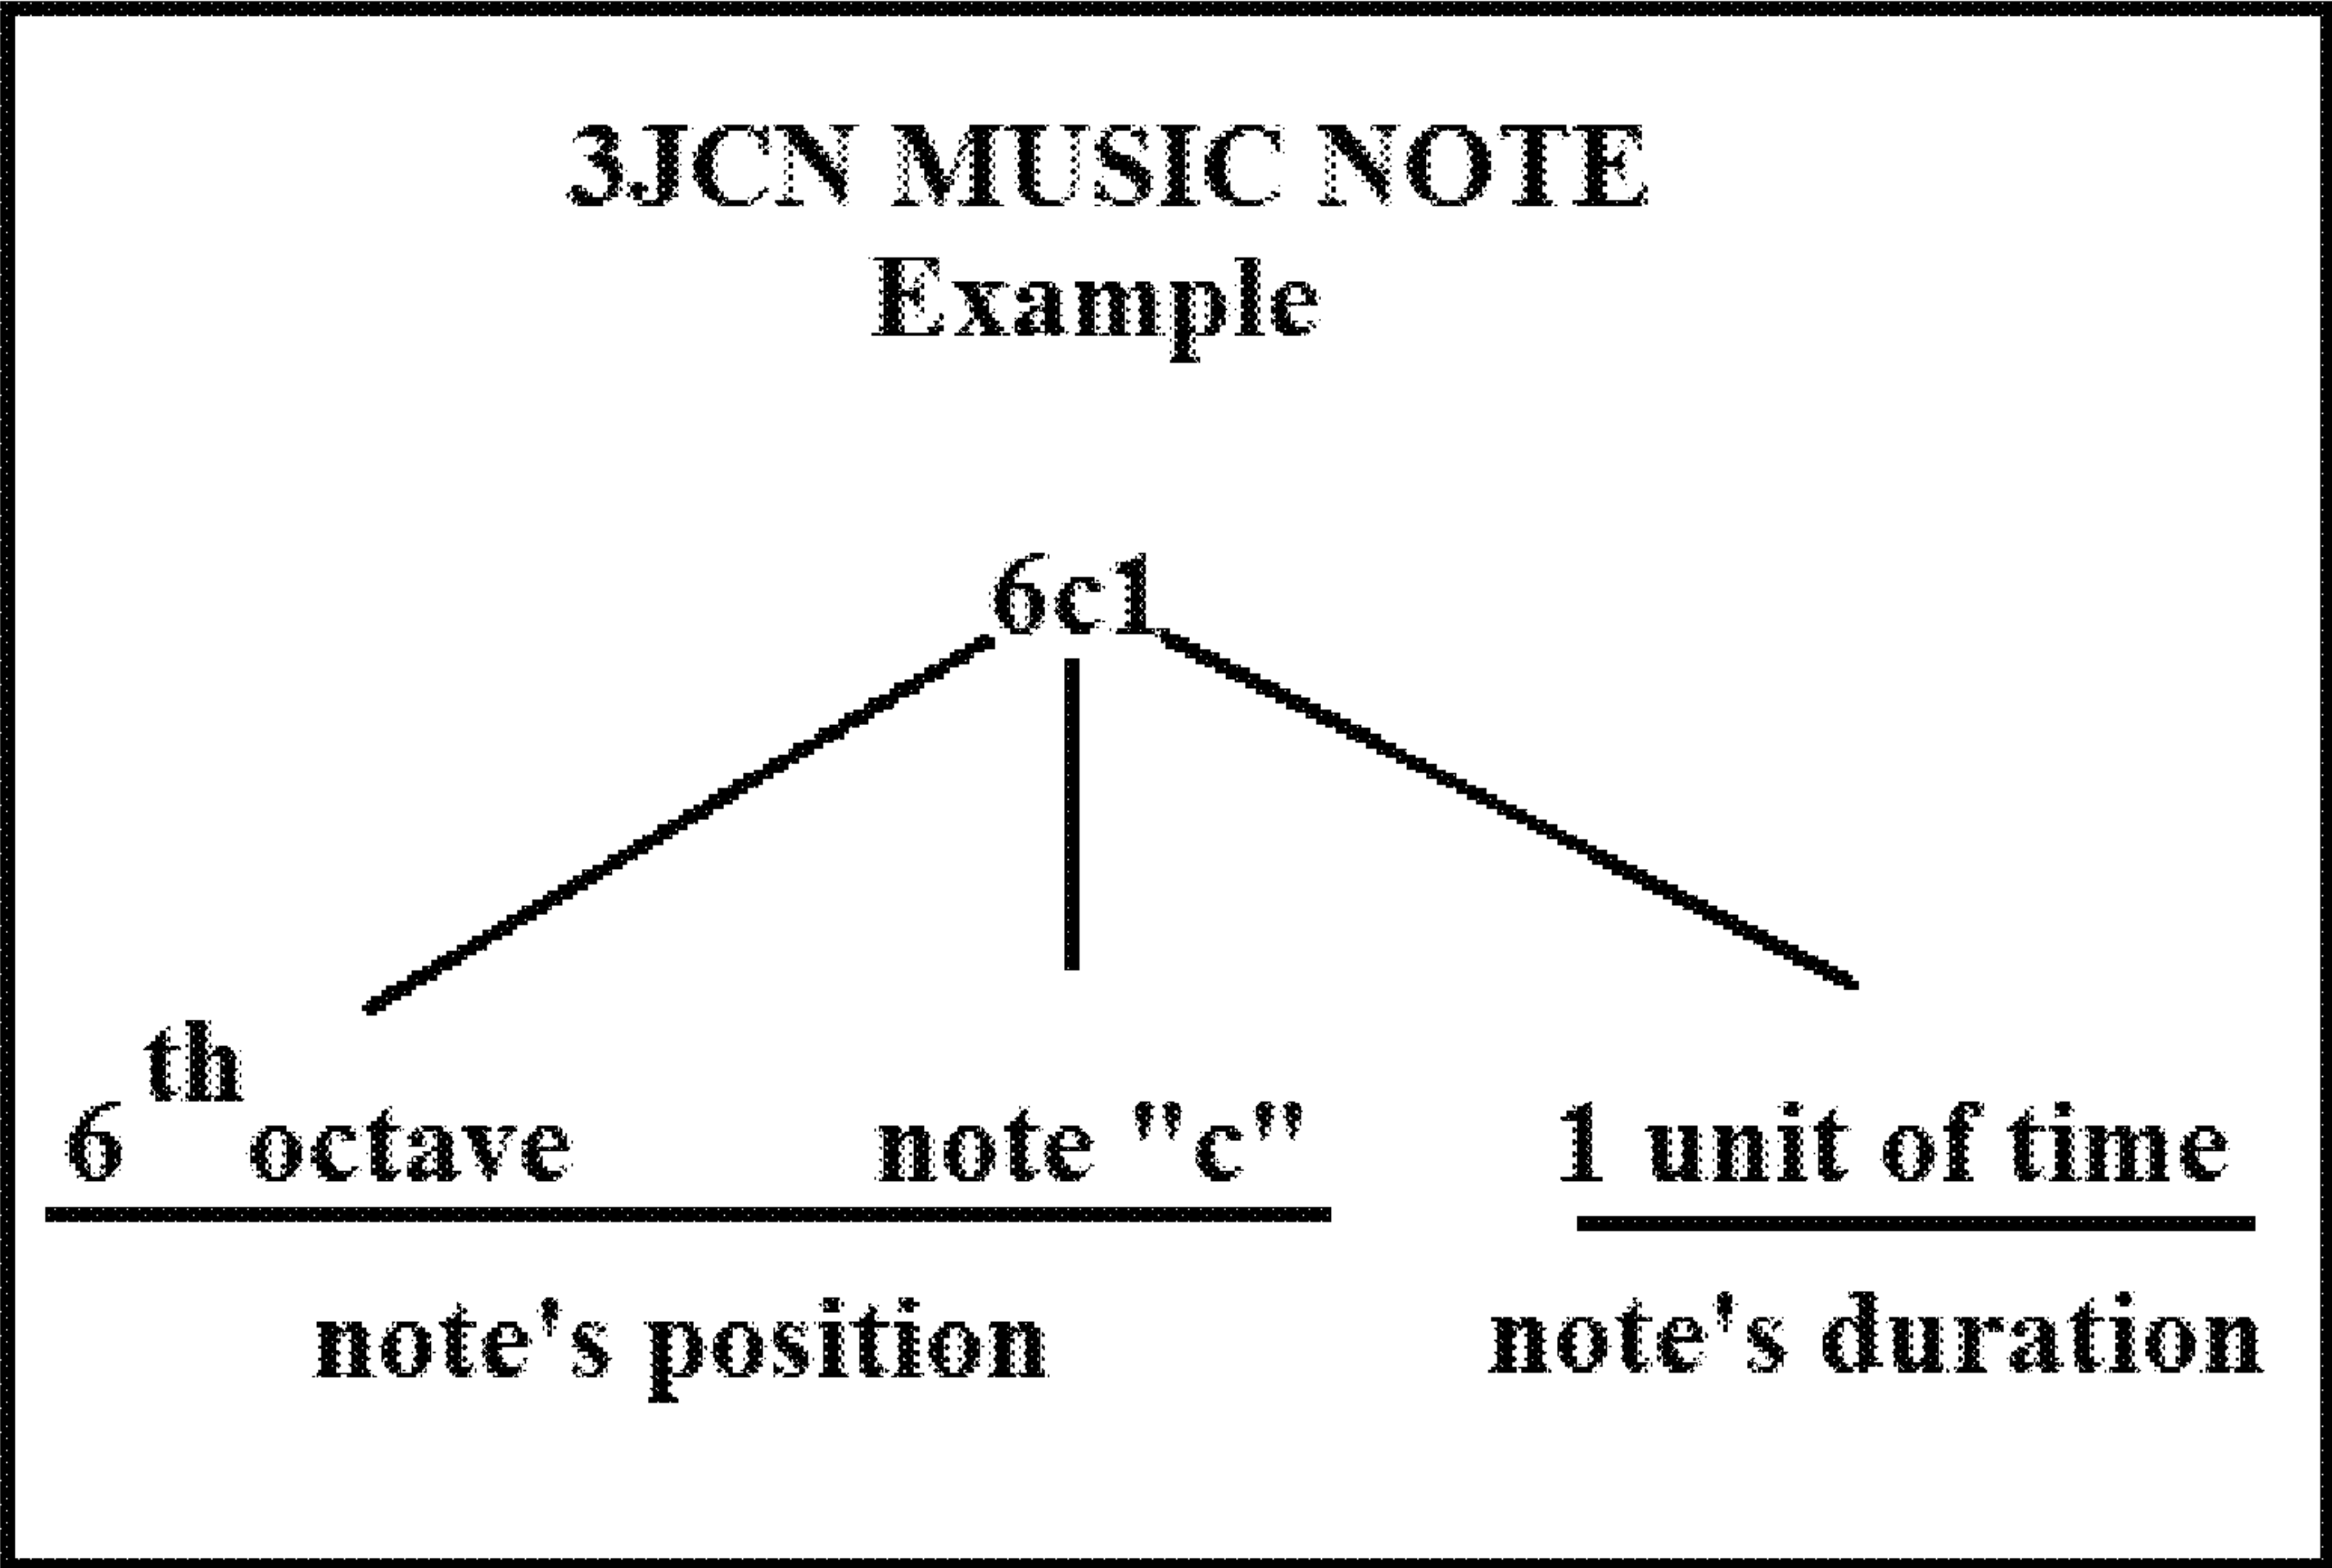 3JCN MUSIC NOTE
Example
6c1
6th octave note "c" 1 unit of time
note's position note's duration